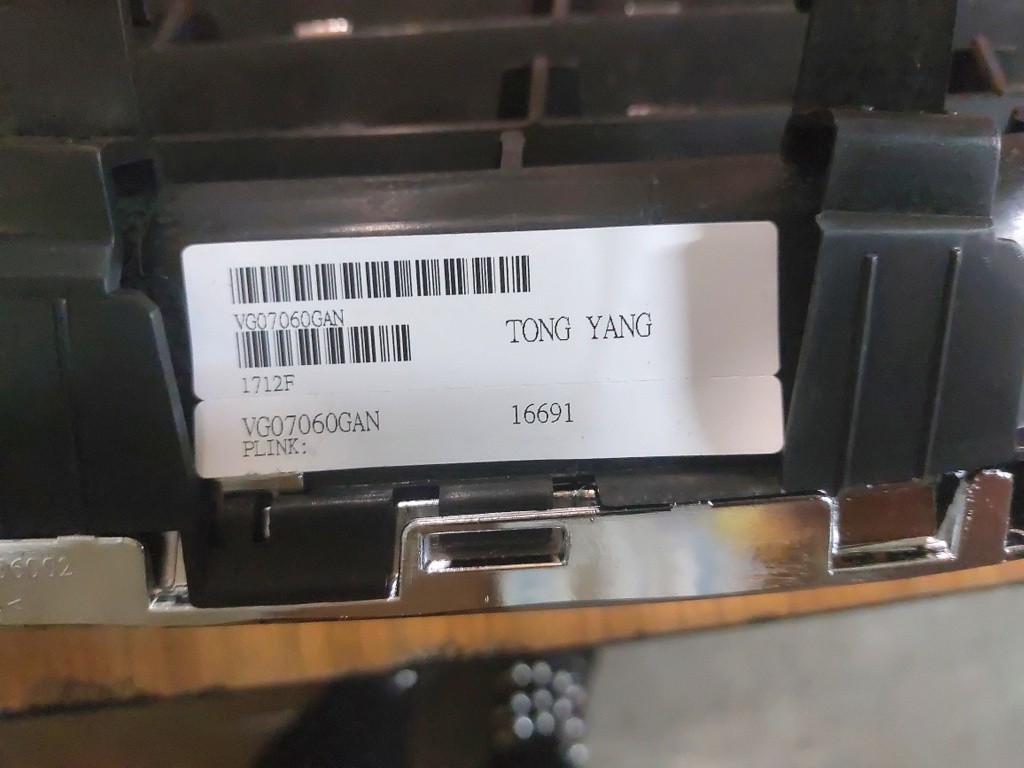 VG07060GAN
TONG YANG
1712F
VG07060GAN
16691
PLINK: